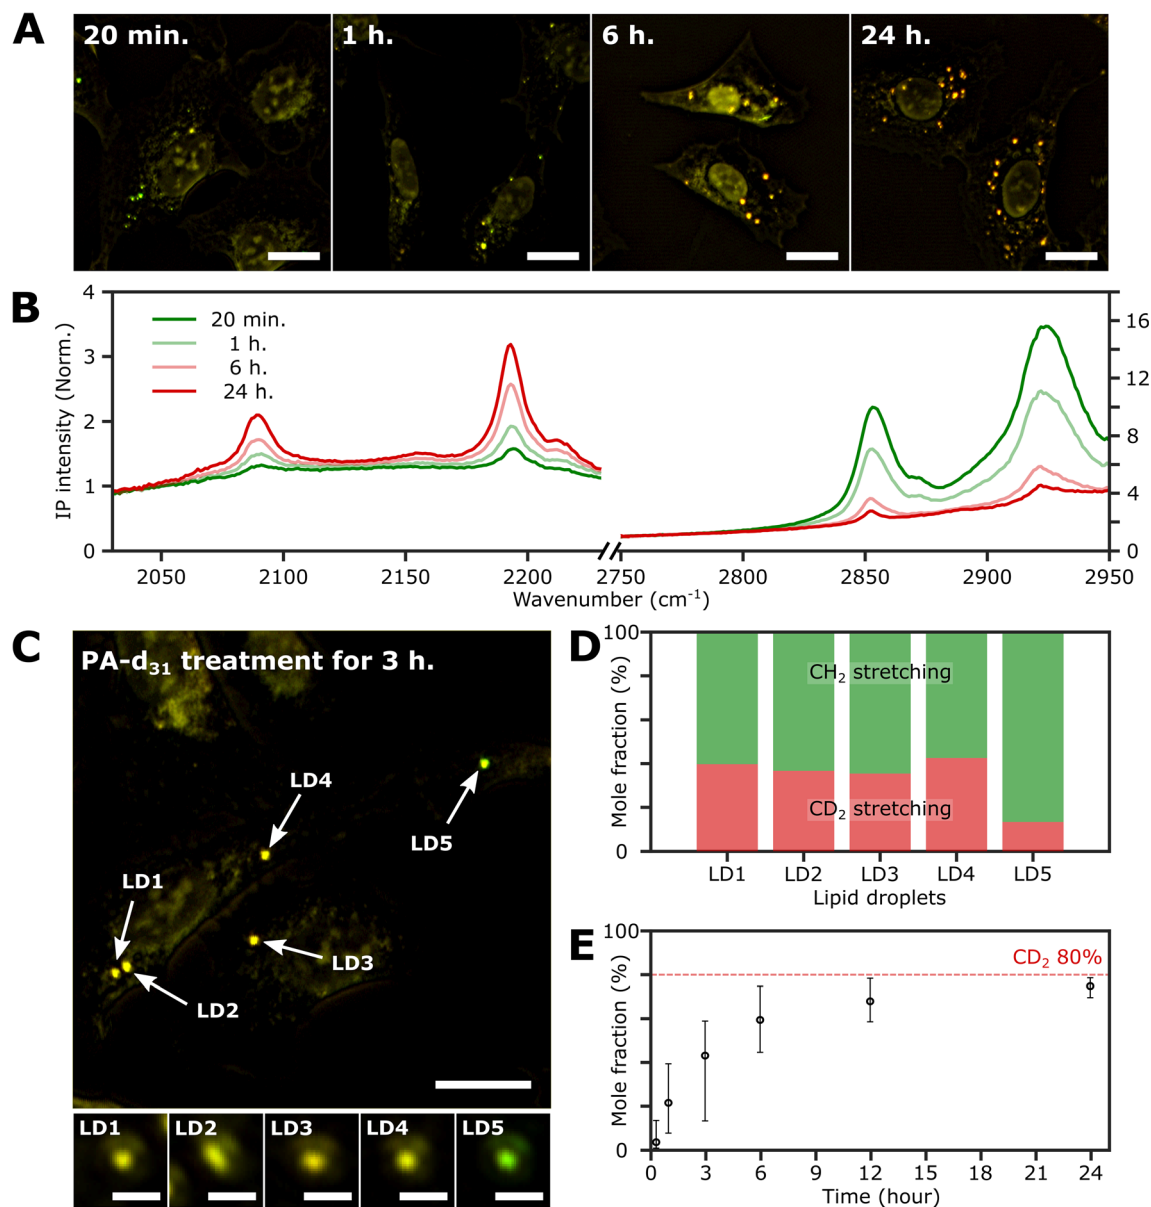 A
20 min.
1 h.
6 h.
24 h.
B
IP intensity (Norm.)
4
3
2
1
0
20 min.
1 h.
6 h.
24 h.
16
12
8
4
0
2050
2100
2150
2200
2750
2800
2850
2900
2950
Wavenumber (cm⁻¹)
C
PA-d₃₁ treatment for 3 h.
LD4
LD5
LD1
LD3
LD2
LD1
LD2
LD3
LD4
LD5
D
Mole fraction (%)
100
0
CH₂ stretching
CD₂ stretching
LD1
LD2
LD3
LD4
LD5
Lipid droplets
E
Mole fraction (%)
100
0
CD₂ 80%
0
3
6
9
12
15
18
21
24
Time (hour)